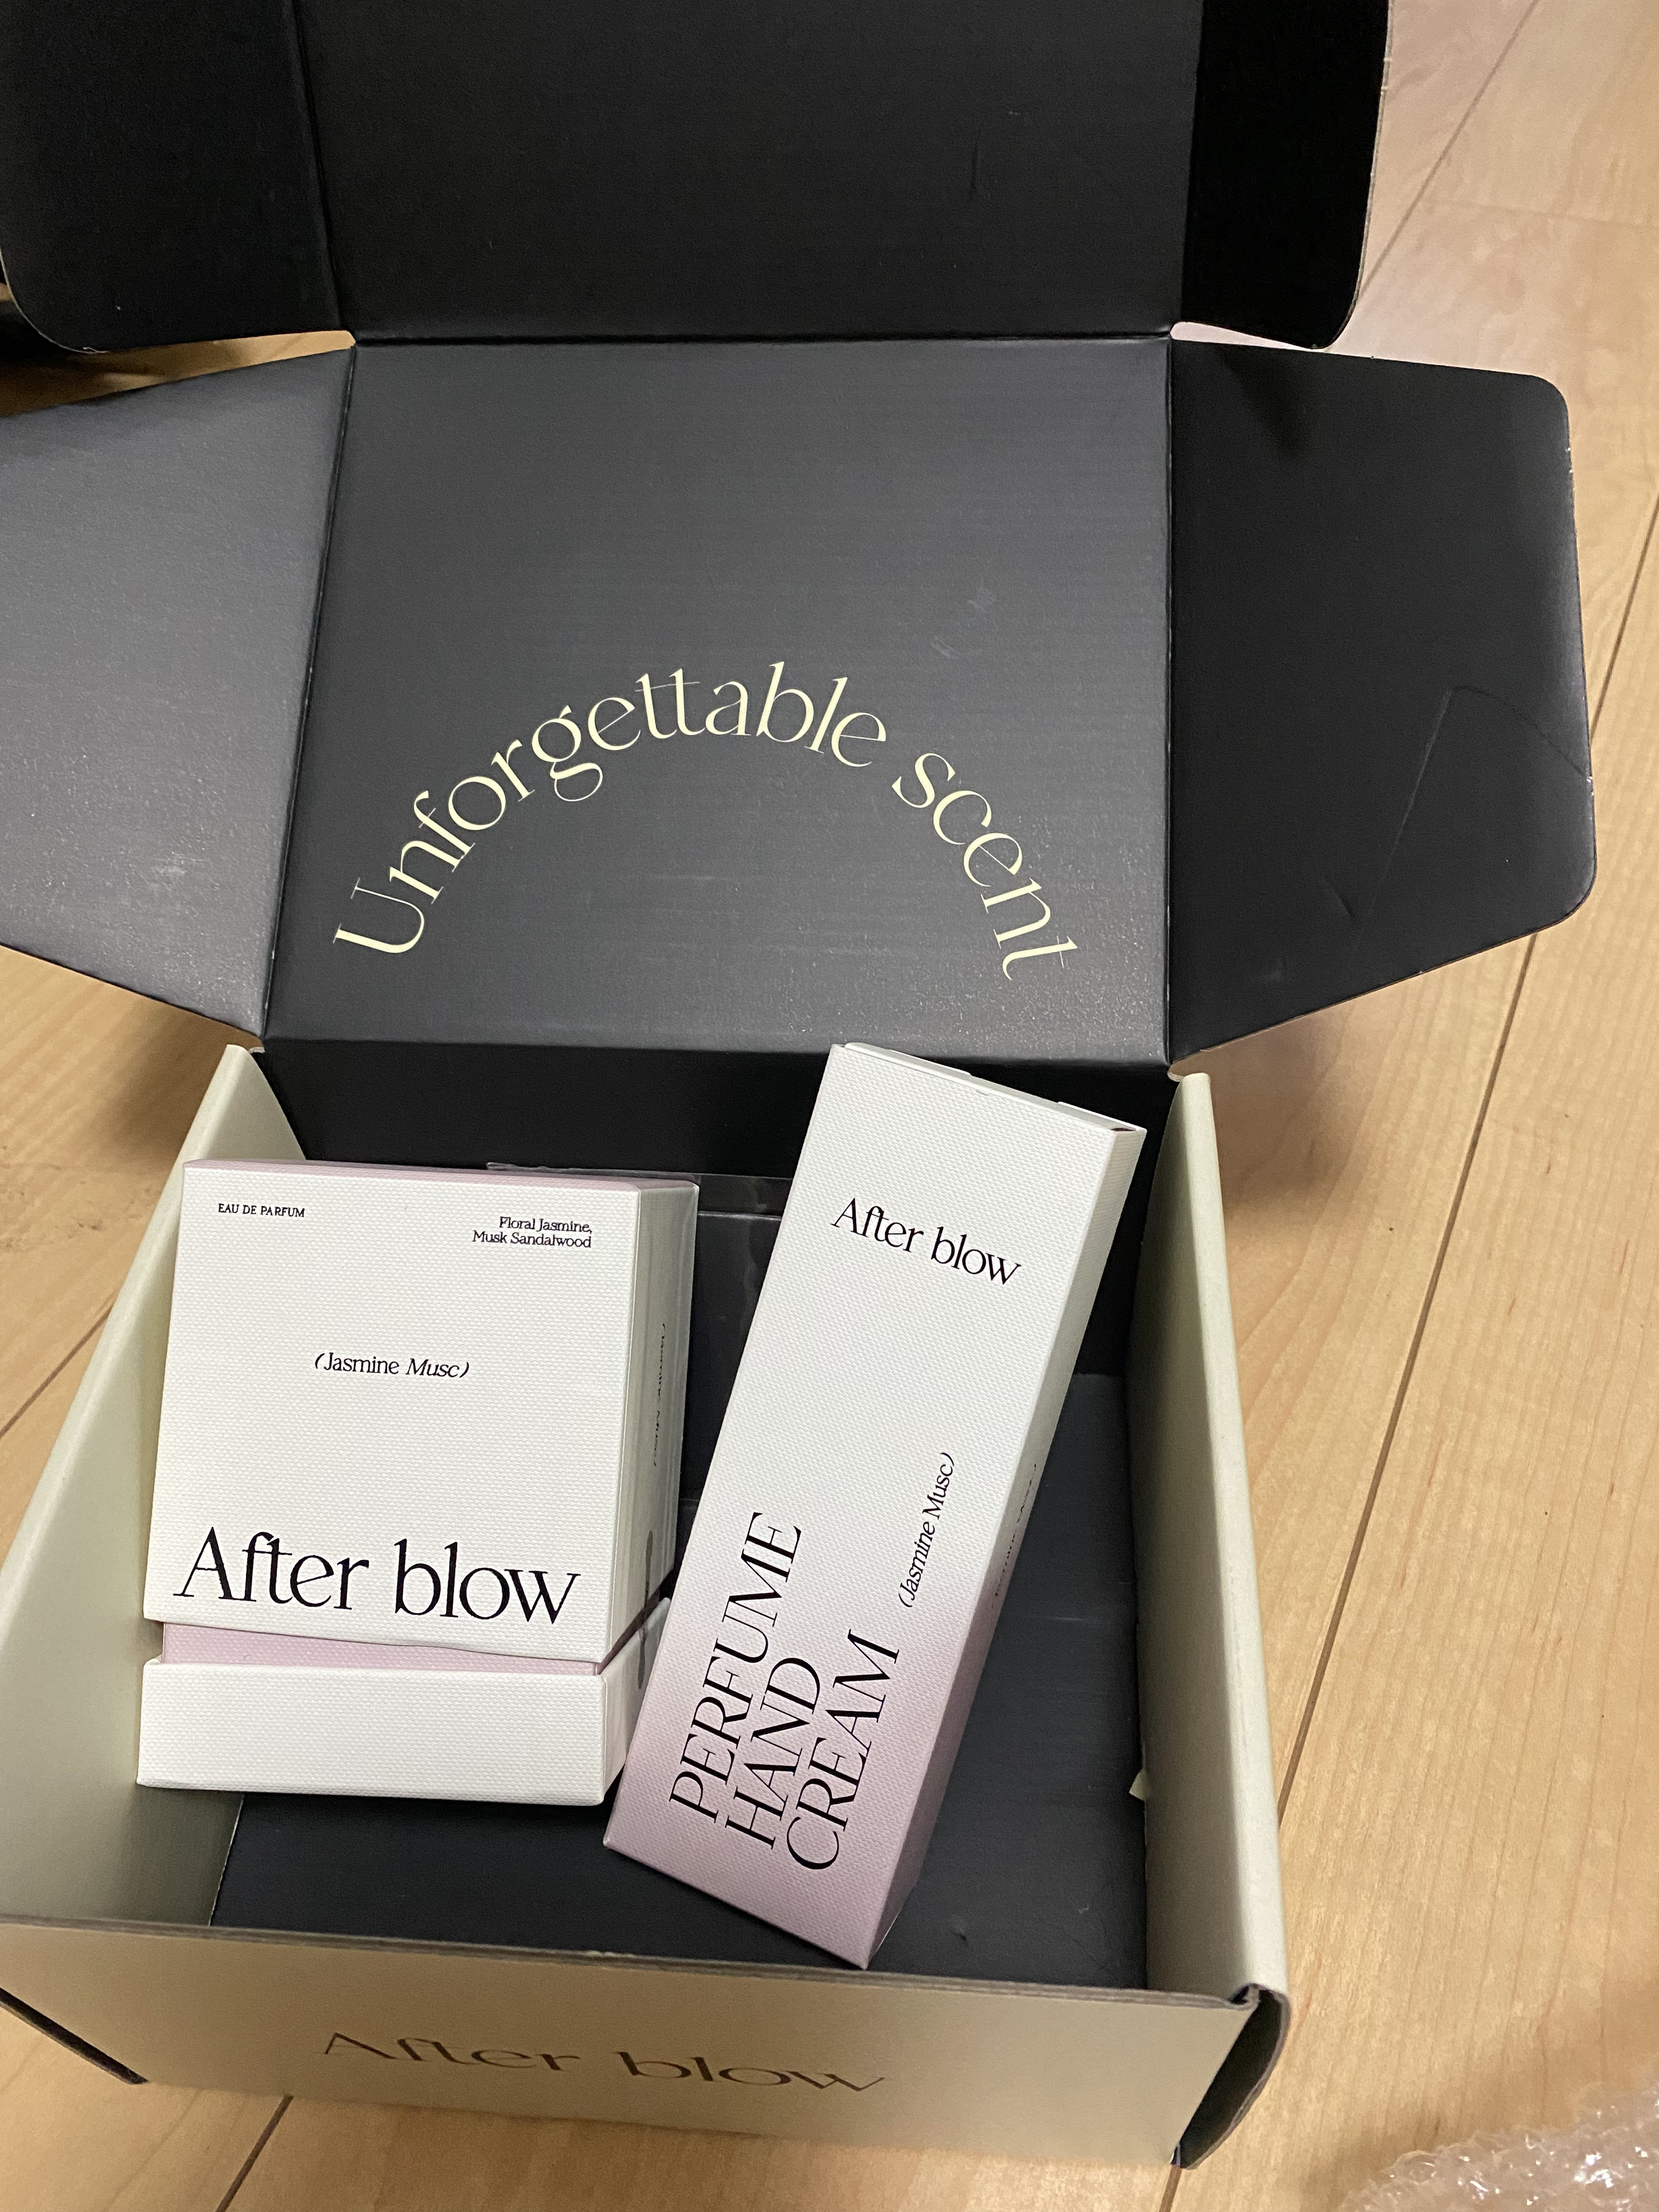 Unforgettable scent
EAU DE PARFUM
Floral Jasmine,
Musk Sandalwood
(Jasmine Musc)
After blow
After blow
PERFUME
HAND
CREAM
(Jasmine Musc)
After blow